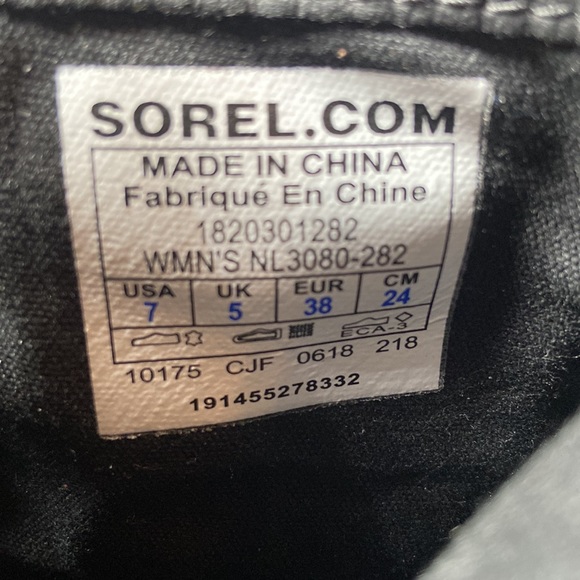 SOREL.COM
MADE IN CHINA
Fabriqué En Chine
1820301282
WMN'S NL3080-282
USA UK EUR CM
7 5 38 24
ECA-3
10175 CJF 0618 218
191455278332